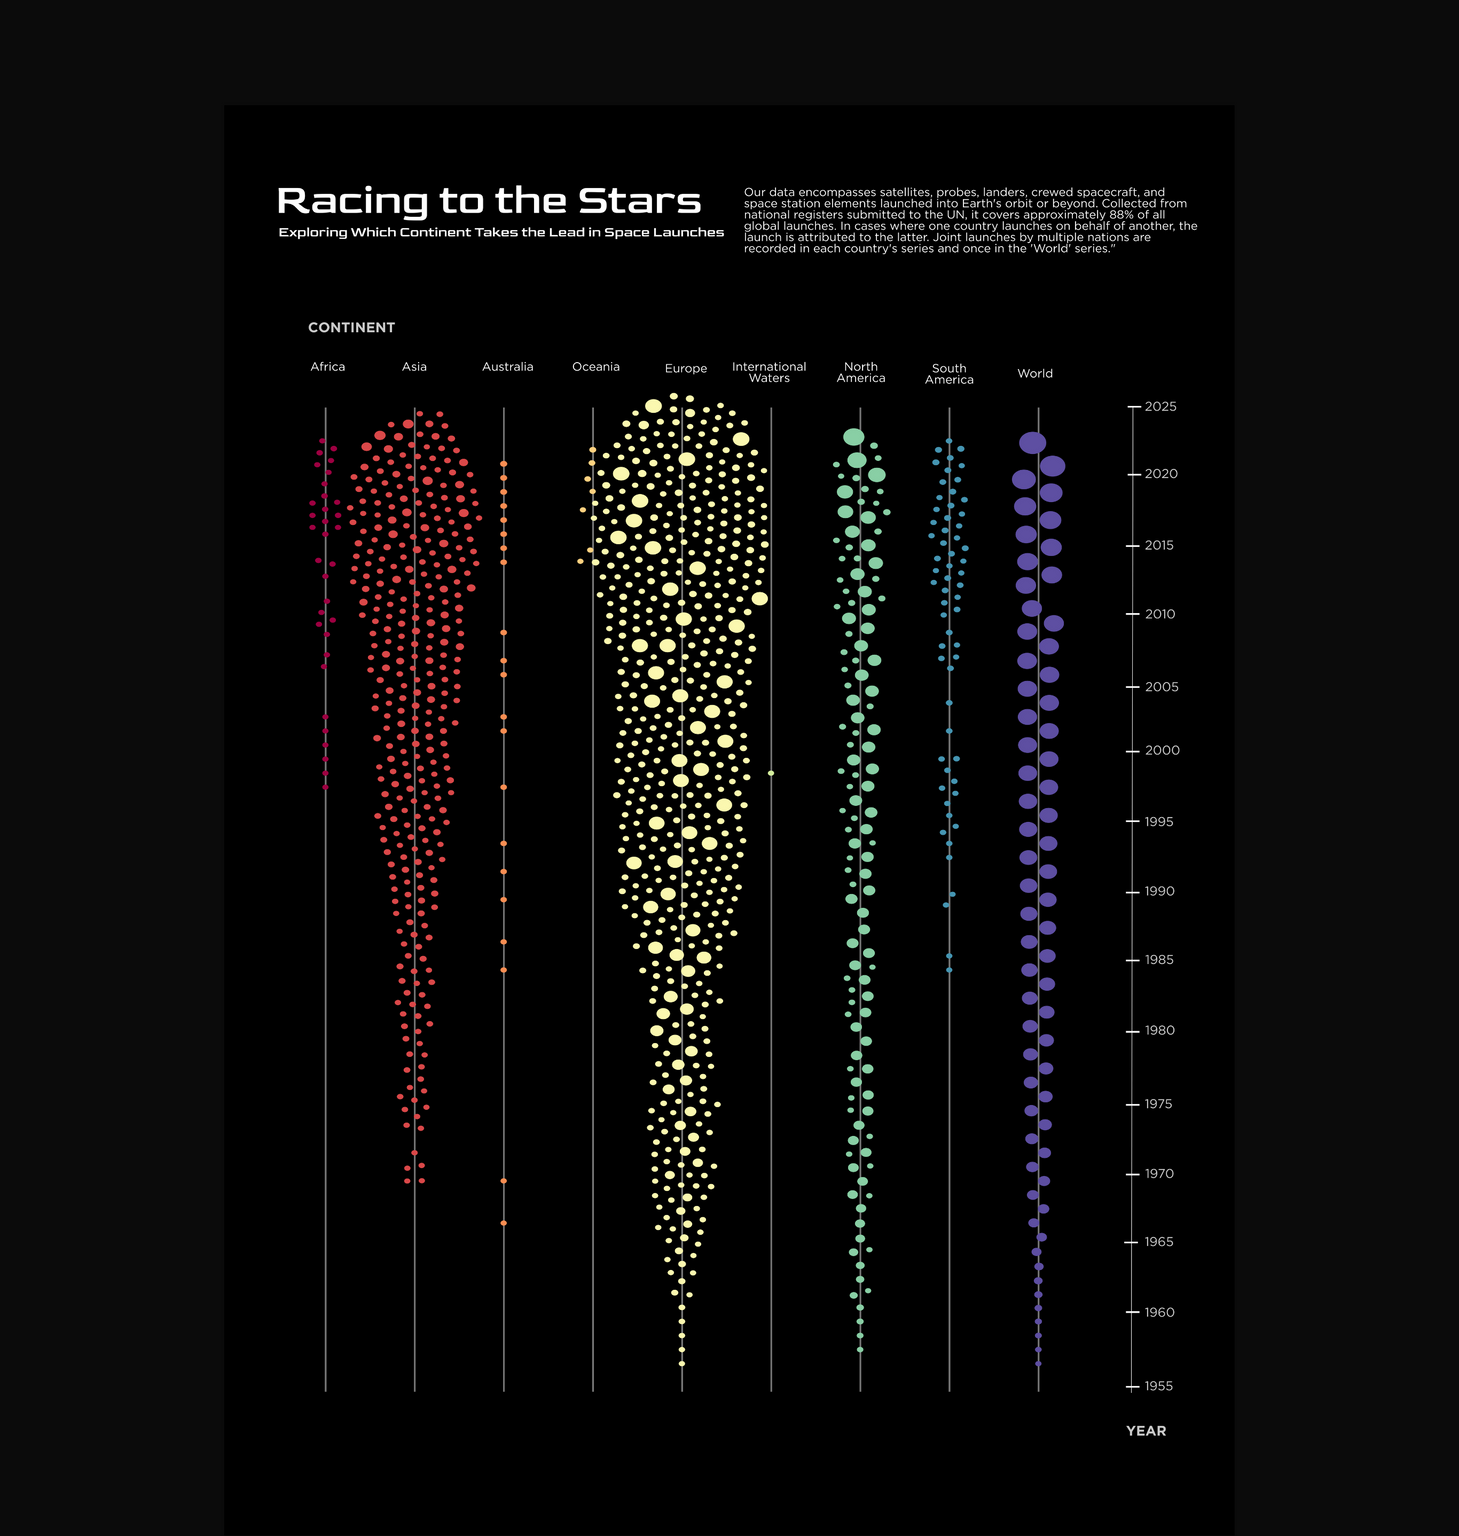 Racing to the Stars
Exploring Which Continent Takes the Lead in Space Launches
Our data encompasses satellites, probes, landers, crewed spacecraft, and
space station elements launched into Earth's orbit or beyond. Collected from
national registers submitted to the UN, it covers approximately 88% of all
global launches. In cases where one country launches on behalf of another, the
launch is attributed to the latter. Joint launches by multiple nations are
recorded in each country's series and once in the 'World' series."
CONTINENT
Africa
Asia
Australia
Oceania
Europe
International
Waters
North
America
South
America
World
2025
2020
2015
2010
2005
2000
1995
1990
1985
1980
1975
1970
1965
1960
1955
YEAR